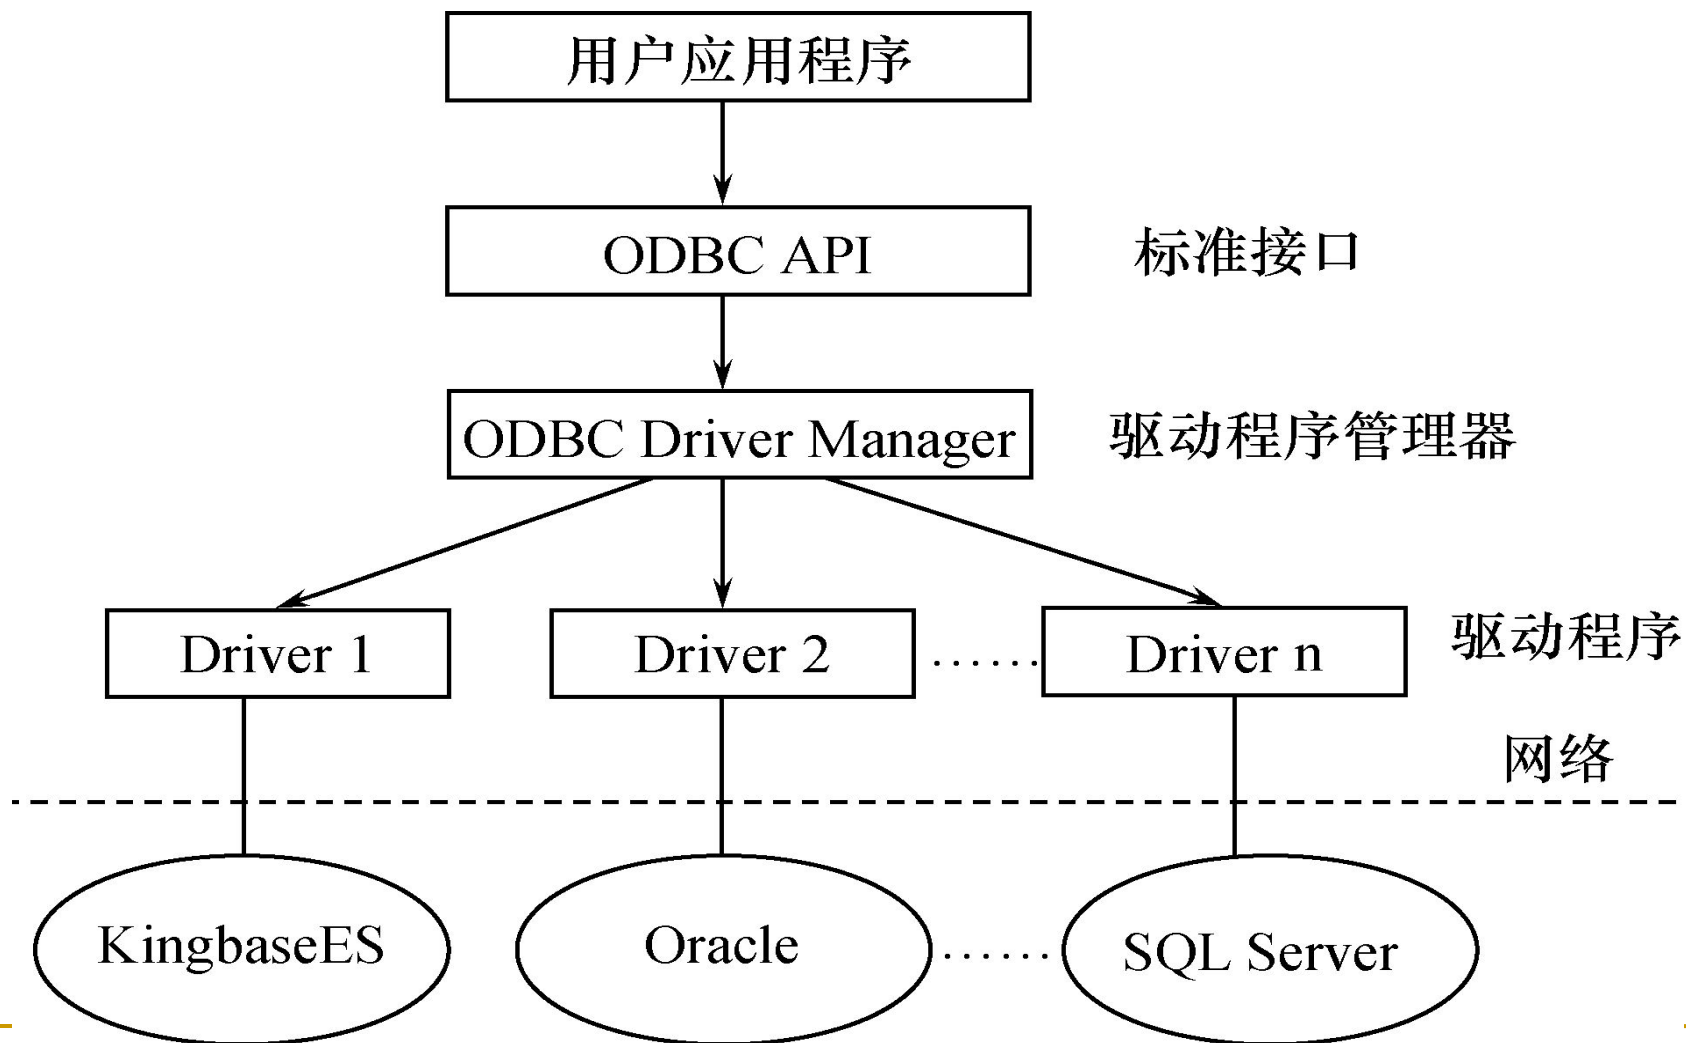 用户应用程序
ODBC API
标准接口
ODBC Driver Manager
驱动程序管理器
Driver 1
Driver 2
……
Driver n
驱动程序
网络
KingbaseES
Oracle
……
SQL Server